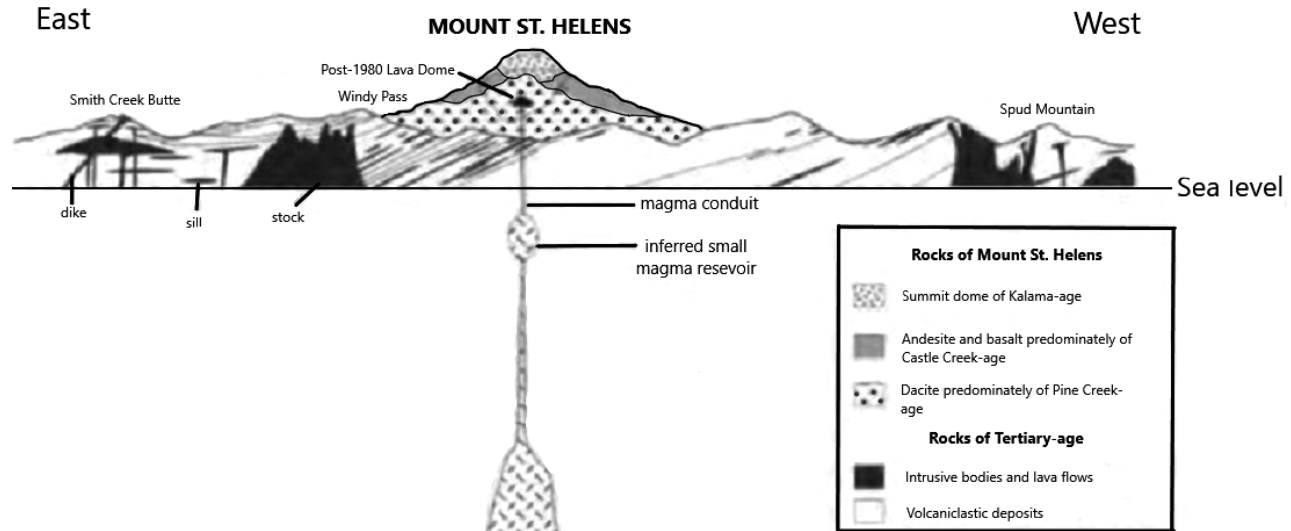 East
MOUNT ST. HELENS
West
Post-1980 Lava Dome
Smith Creek Butte
Windy Pass
Spud Mountain
Sea level
dike
sill
stock
magma conduit
inferred small
magma resevoir
Rocks of Mount St. Helens
Summit dome of Kalama-age
Andesite and basalt predominately of
Castle Creek-age
Dacite predominately of Pine Creek-
age
Rocks of Tertiary-age
Intrusive bodies and lava flows
Volcaniclastic deposits